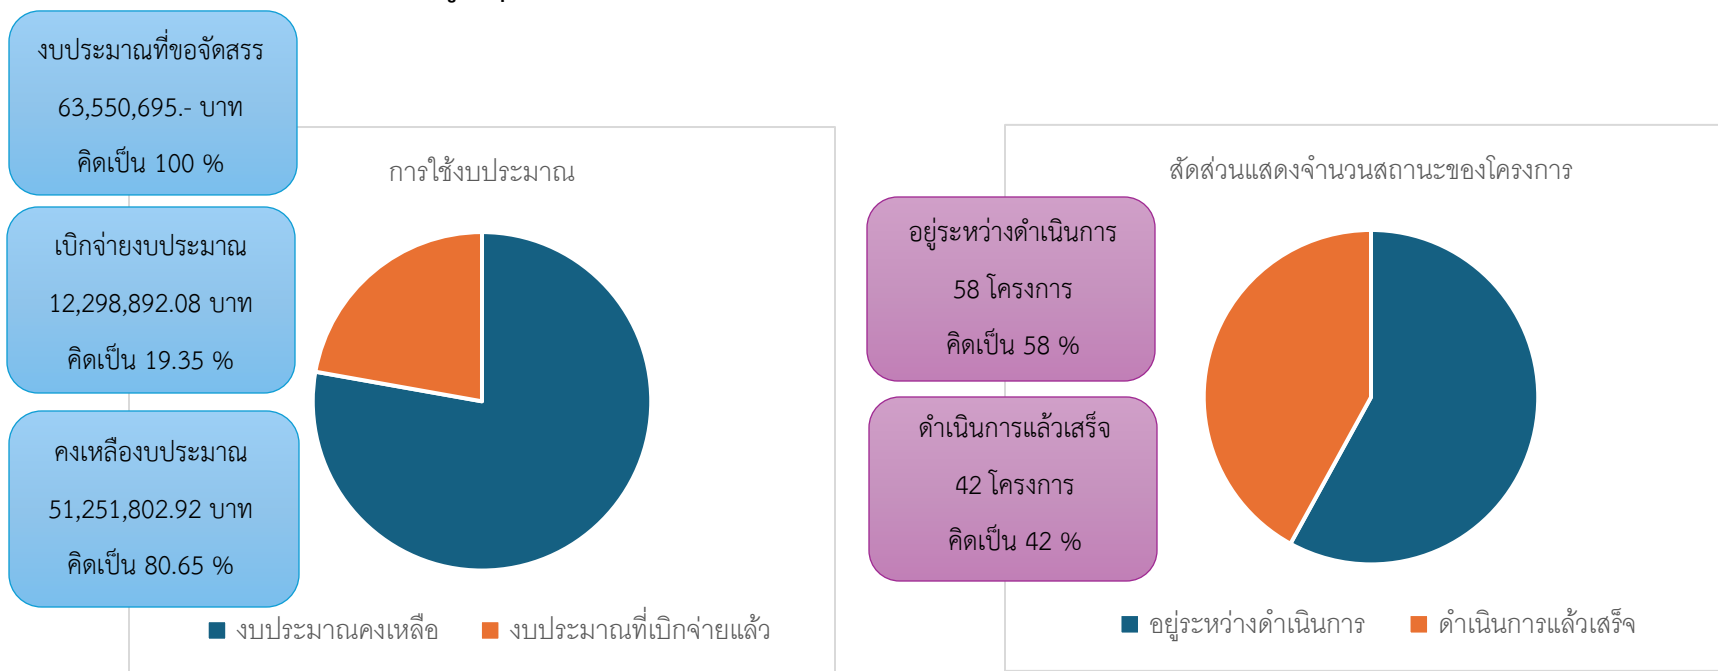 งบประมาณที่ขอจัดสรร
63,550,695.- บาท
คิดเป็น 100 %
เบิกจ่ายงบประมาณ
12,298,892.08 บาท
คิดเป็น 19.35 %
คงเหลืองบประมาณ
51,251,802.92 บาท
คิดเป็น 80.65 %
การใช้งบประมาณ
งบประมาณคงเหลือ
งบประมาณที่เบิกจ่ายแล้ว
สัดส่วนแสดงจำนวนสถานะของโครงการ
อยู่ระหว่างดำเนินการ
58 โครงการ
คิดเป็น 58 %
ดำเนินการแล้วเสร็จ
42 โครงการ
คิดเป็น 42 %
อยู่ระหว่างดำเนินการ
ดำเนินการแล้วเสร็จ